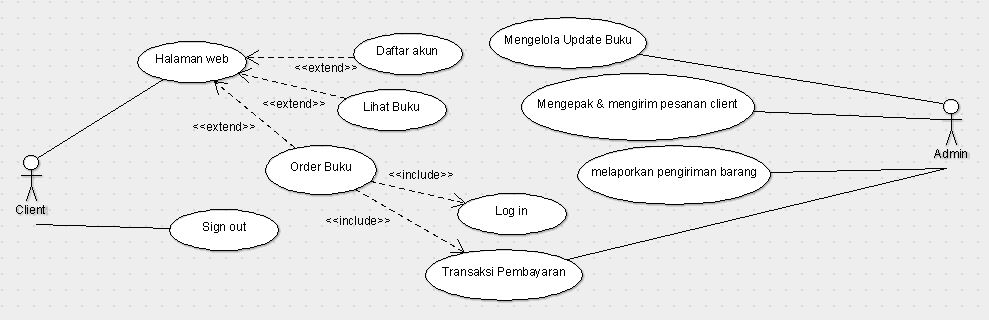 Mengelola Update Buku
Daftar akun
Halaman web
<<extend>>
Lihat Buku
<<extend>>
Mengepak & mengirim pesanan client
<<extend>>
Admin
Order Buku
<<include>>
melaporkan pengiriman barang
Client
Log in
<<include>>
Sign out
Transaksi Pembayaran